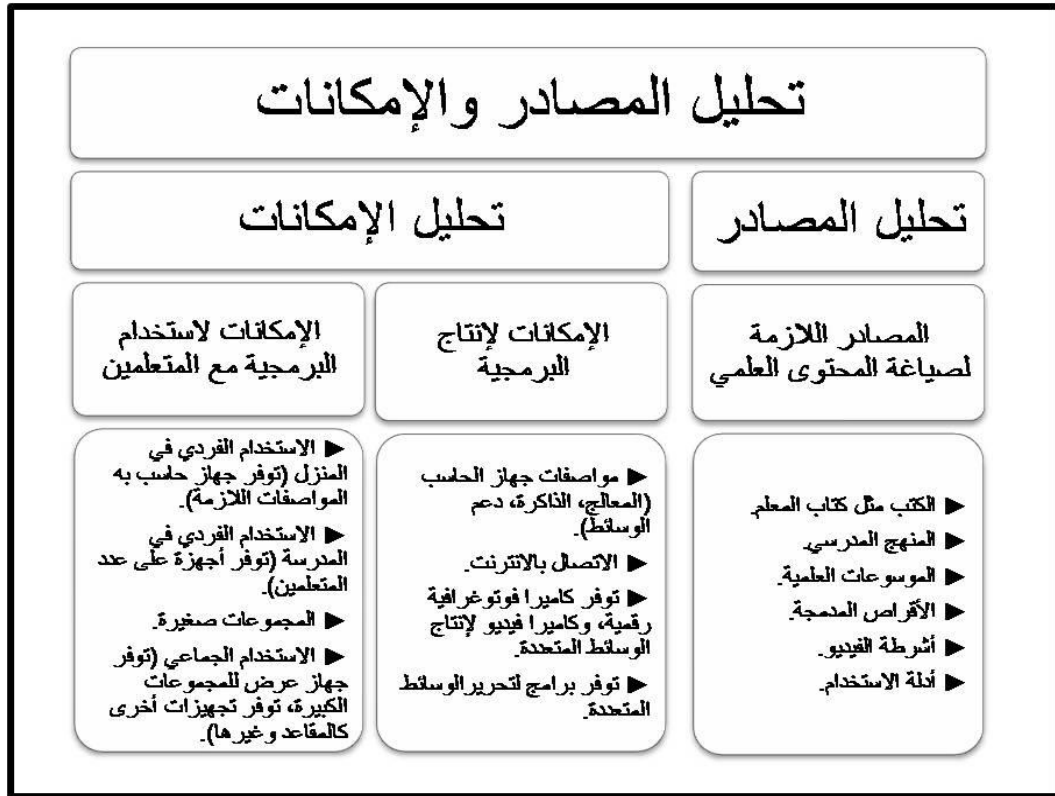 تحليل المصادر والإمكانات
تحليل المصادر
تحليل الإمكانات
المصادر اللازمة
لصياغة المحتوى العلمي
الإمكانات لإنتاج
البرمجية
الإمكانات لاستخدام
البرمجية مع المتعلمين
◄ الكتب مثل كتاب المعلم.
◄ المنهج المدرسي.
◄ الموسوعات العلمية.
◄ الأقراص المدمجة.
◄ أشرطة الفيديو.
◄ أدلة الاستخدام.
◄ مواصفات جهاز الحاسب
(المعالج، الذاكرة، دعم
الوسائط).
◄ الاتصال بالانترنت.
◄ توفر كاميرا فوتوغرافية
رقمية، وكاميرا فيديو لإنتاج
الوسائط المتعددة.
◄ توفر برامج لتحرير الوسائط
المتعددة.
◄ الاستخدام الفردي في
المنزل (توفر جهاز حاسب به
المواصفات اللازمة).
◄ الاستخدام الفردي في
المدرسة (توفر أجهزة على عدد
المتعلمين).
◄ المجموعات صغيرة.
◄ الاستخدام الجماعي (توفر
جهاز عرض للمجموعات
الكبيرة، توفر تجهيزات أخرى
كالمقاعد وغيرها).